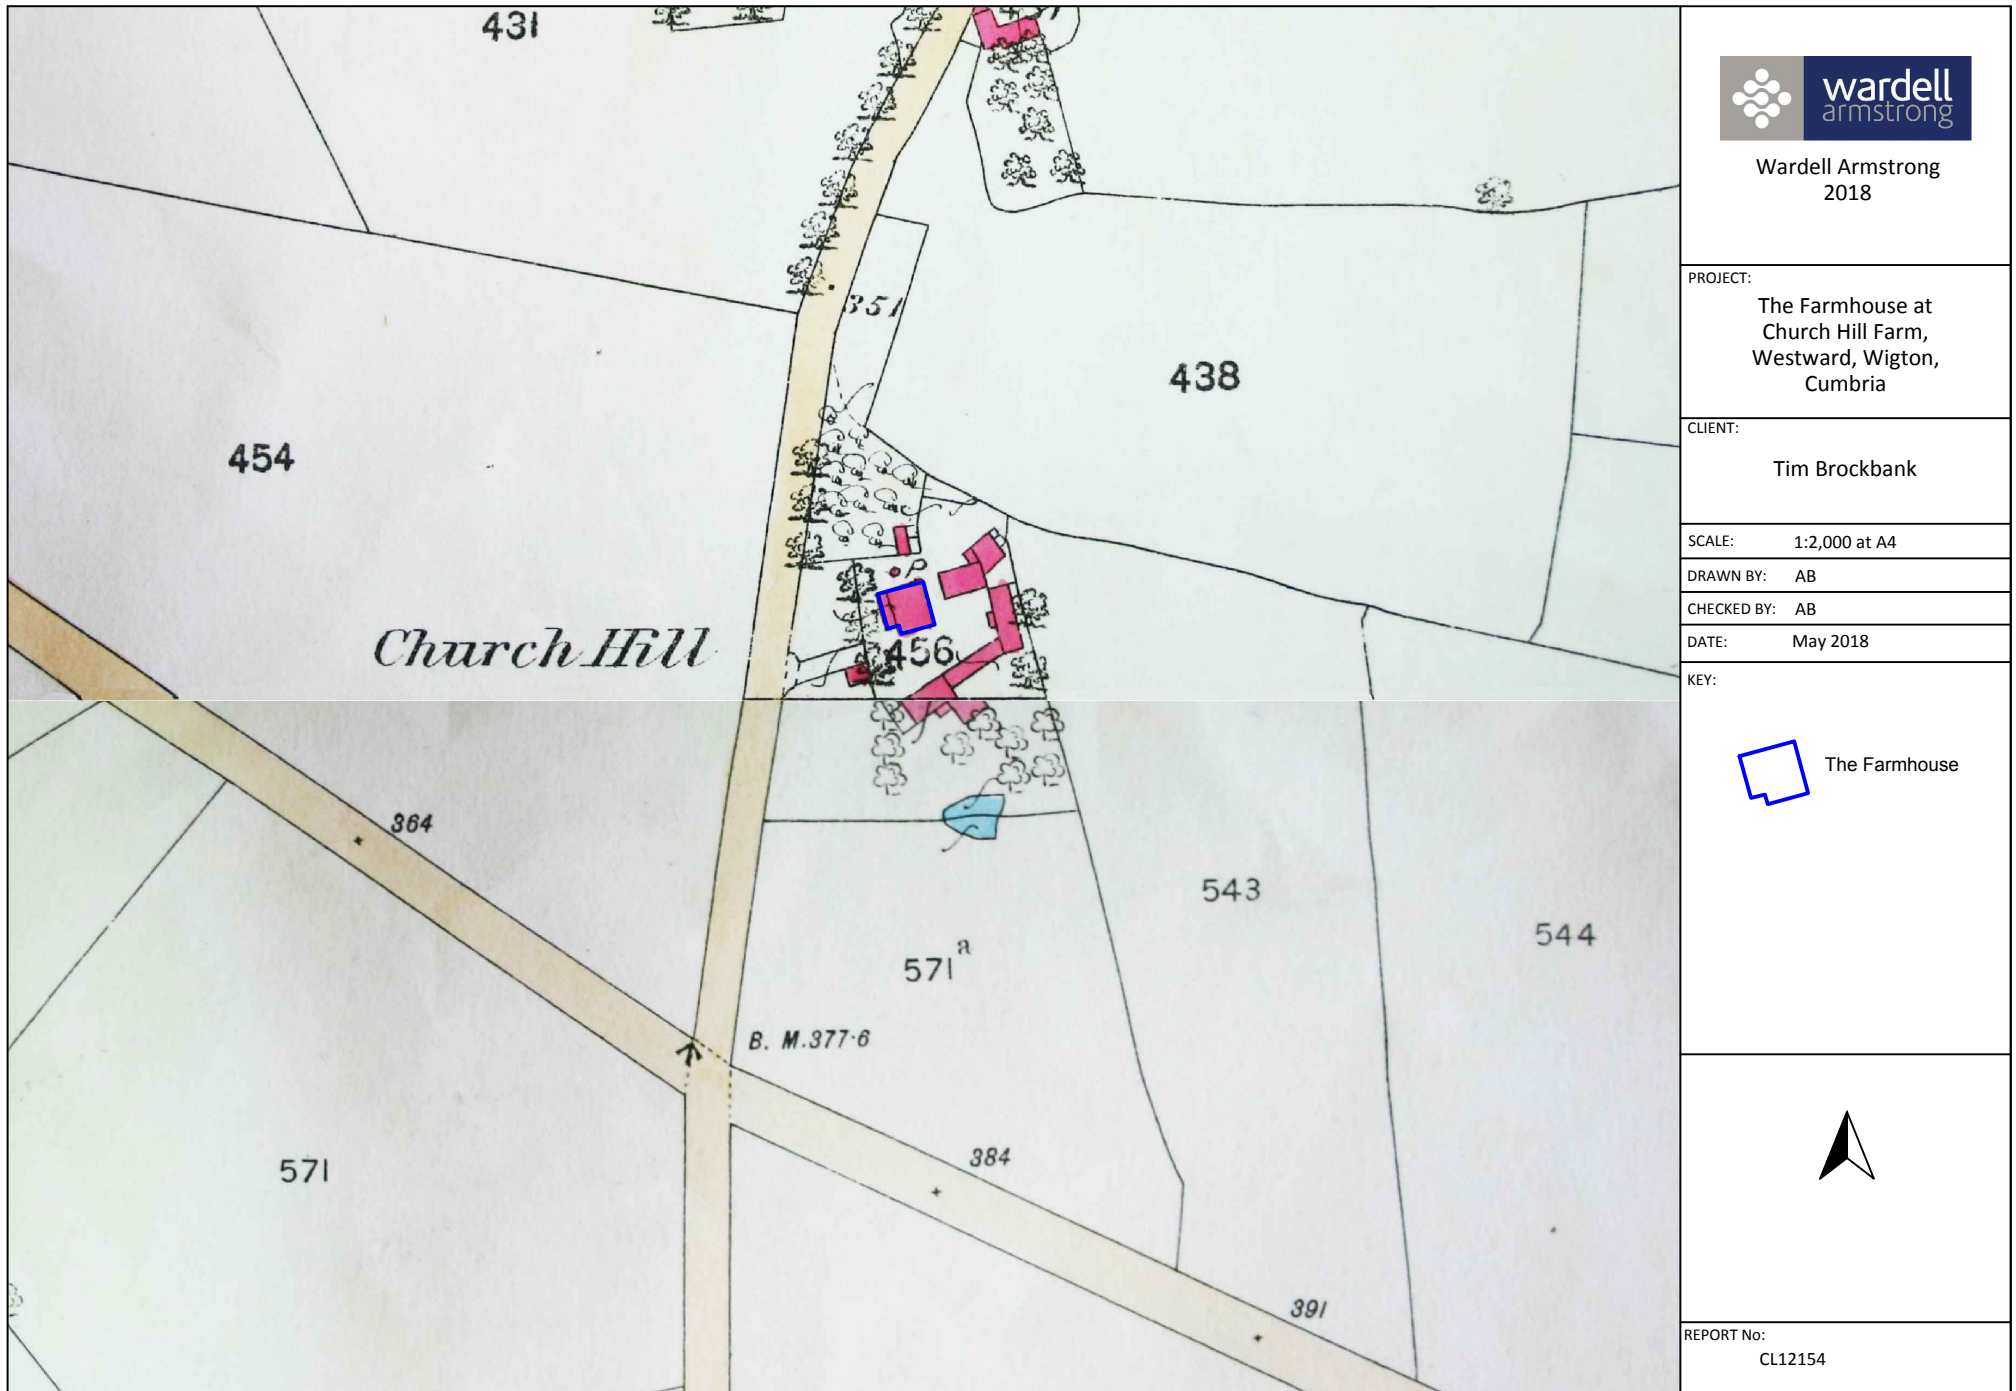 431
351
438
454
P
Church Hill
456
364
543
544
571a
B. M. 377·6
384
571
391
wardell
armstrong
Wardell Armstrong
2018
PROJECT:
The Farmhouse at
Church Hill Farm,
Westward, Wigton,
Cumbria
CLIENT:
Tim Brockbank
SCALE: 1:2,000 at A4
DRAWN BY: AB
CHECKED BY: AB
DATE: May 2018
KEY:
The Farmhouse
REPORT No:
CL12154